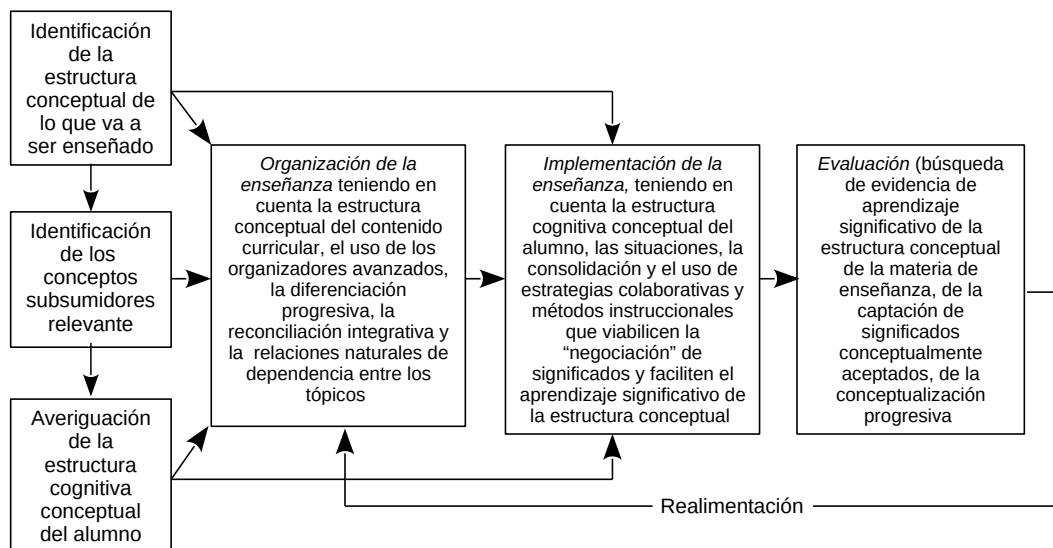 Identificación
de la
estructura
conceptual de
lo que va a
ser enseñado
Identificación
de los
conceptos
subsumidores
relevante
Averiguación
de la
estructura
cognitiva
conceptual
del alumno
Organización de la
enseñanza teniendo en
cuenta la estructura
conceptual del contenido
curricular, el uso de los
organizadores avanzados,
la diferenciación
progresiva, la
reconciliación integrativa y
la relaciones naturales de
dependencia entre los
tópicos
Implementación de la
enseñanza, teniendo en
cuenta la estructura
cognitiva conceptual del
alumno, las situaciones, la
consolidación y el uso de
estrategias colaborativas y
métodos instruccionales
que viabilicen la
“negociación” de
significados y faciliten el
aprendizaje significativo de
la estructura conceptual
Evaluación (búsqueda
de evidencia de
aprendizaje
significativo de la
estructura conceptual
de la materia de
enseñanza, de la
captación de
significados
conceptualmente
aceptados, de la
conceptualización
progresiva
Realimentación